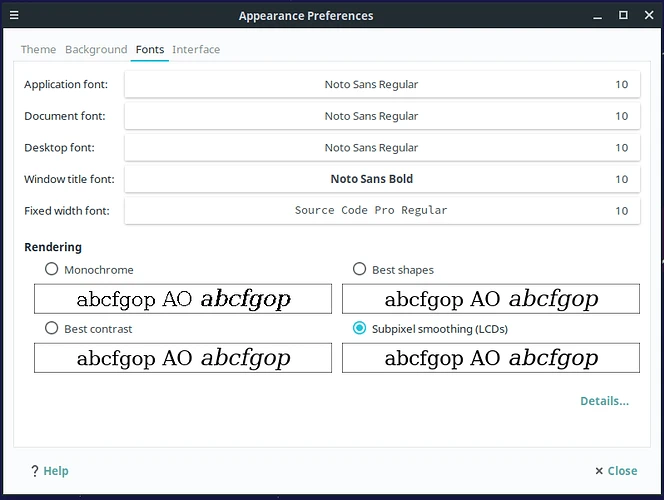 Appearance Preferences
Theme Background Fonts Interface
Application font: Noto Sans Regular 10
Document font: Noto Sans Regular 10
Desktop font: Noto Sans Regular 10
Window title font: Noto Sans Bold 10
Fixed width font: Source Code Pro Regular 10
Rendering
Monochrome Best shapes
abcfgop AO abcfgop abcfgop AO abcfgop
Best contrast Subpixel smoothing (LCDs)
abcfgop AO abcfgop abcfgop AO abcfgop
Details...
? Help Close